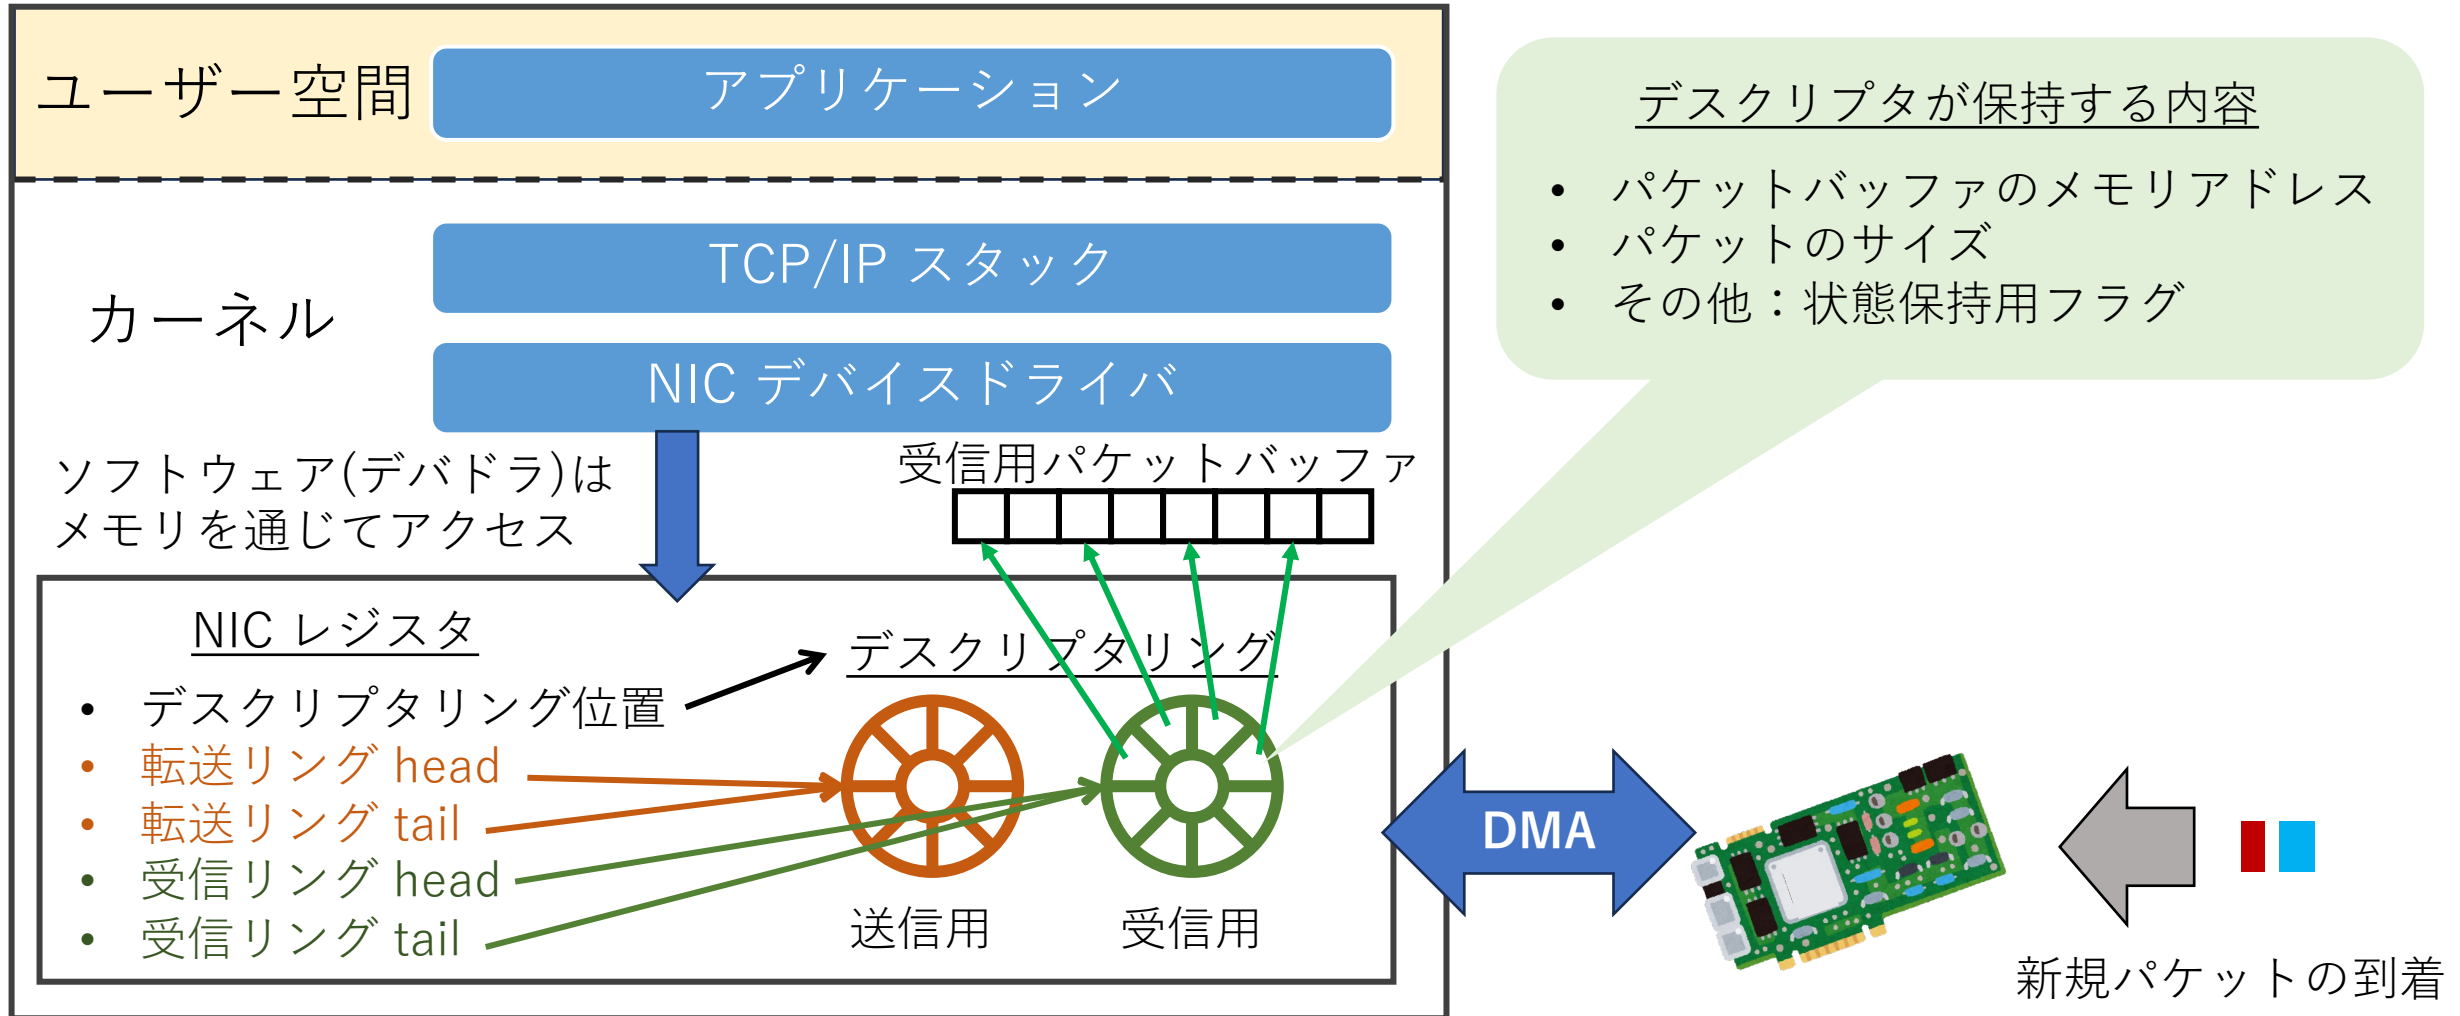 ユーザー空間
アプリケーション
カーネル
TCP/IP スタック
NIC デバイスドライバ
ソフトウェア(デバドラ)は
メモリを通じてアクセス
受信用パケットバッファ
NIC レジスタ
• デスクリプタリング位置
• 転送リング head
• 転送リング tail
• 受信リング head
• 受信リング tail
デスクリプタリング
送信用
受信用
デスクリプタが保持する内容
• パケットバッファのメモリアドレス
• パケットのサイズ
• その他：状態保持用フラグ
DMA
新規パケットの到着